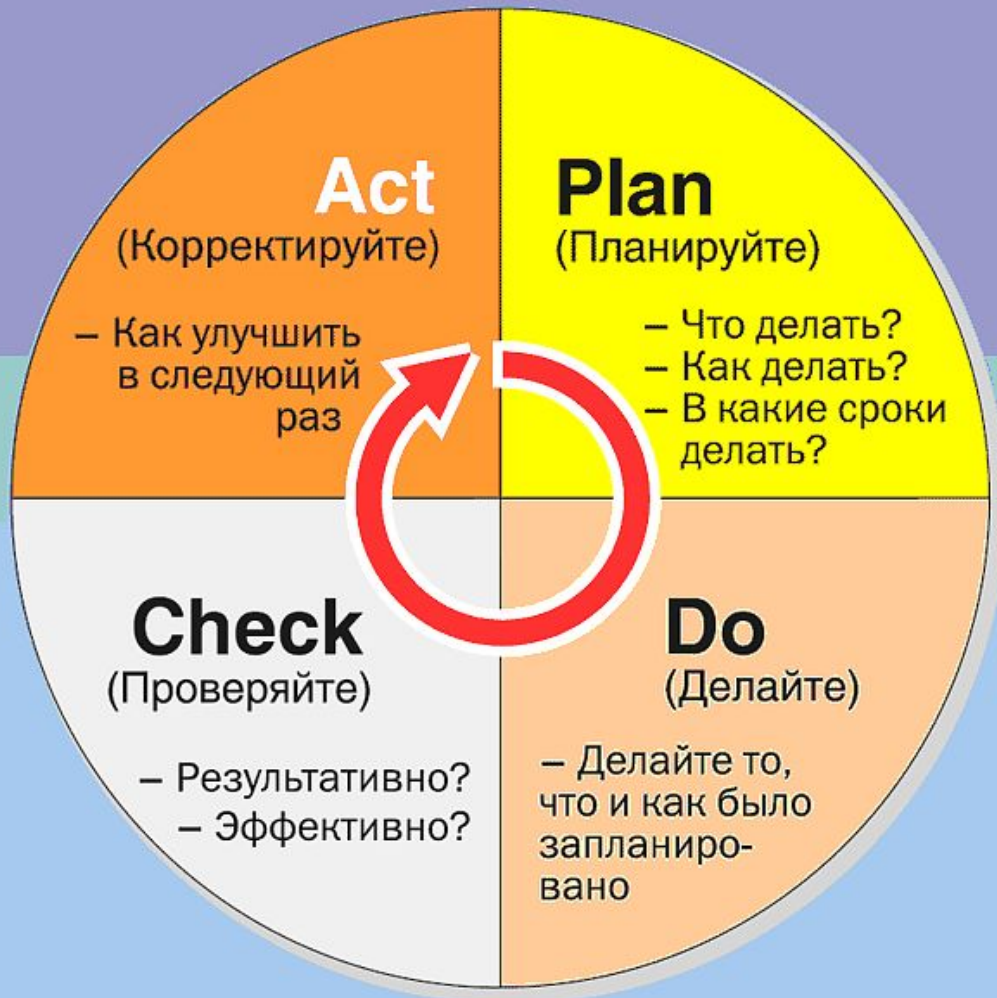 Act
(Корректируйте)
– Как улучшить
в следующий
раз
Plan
(Планируйте)
– Что делать?
– Как делать?
– В какие сроки
делать?
Check
(Проверяйте)
– Результативно?
– Эффективно?
Do
(Делайте)
– Делайте то,
что и как было
запланиро-
вано